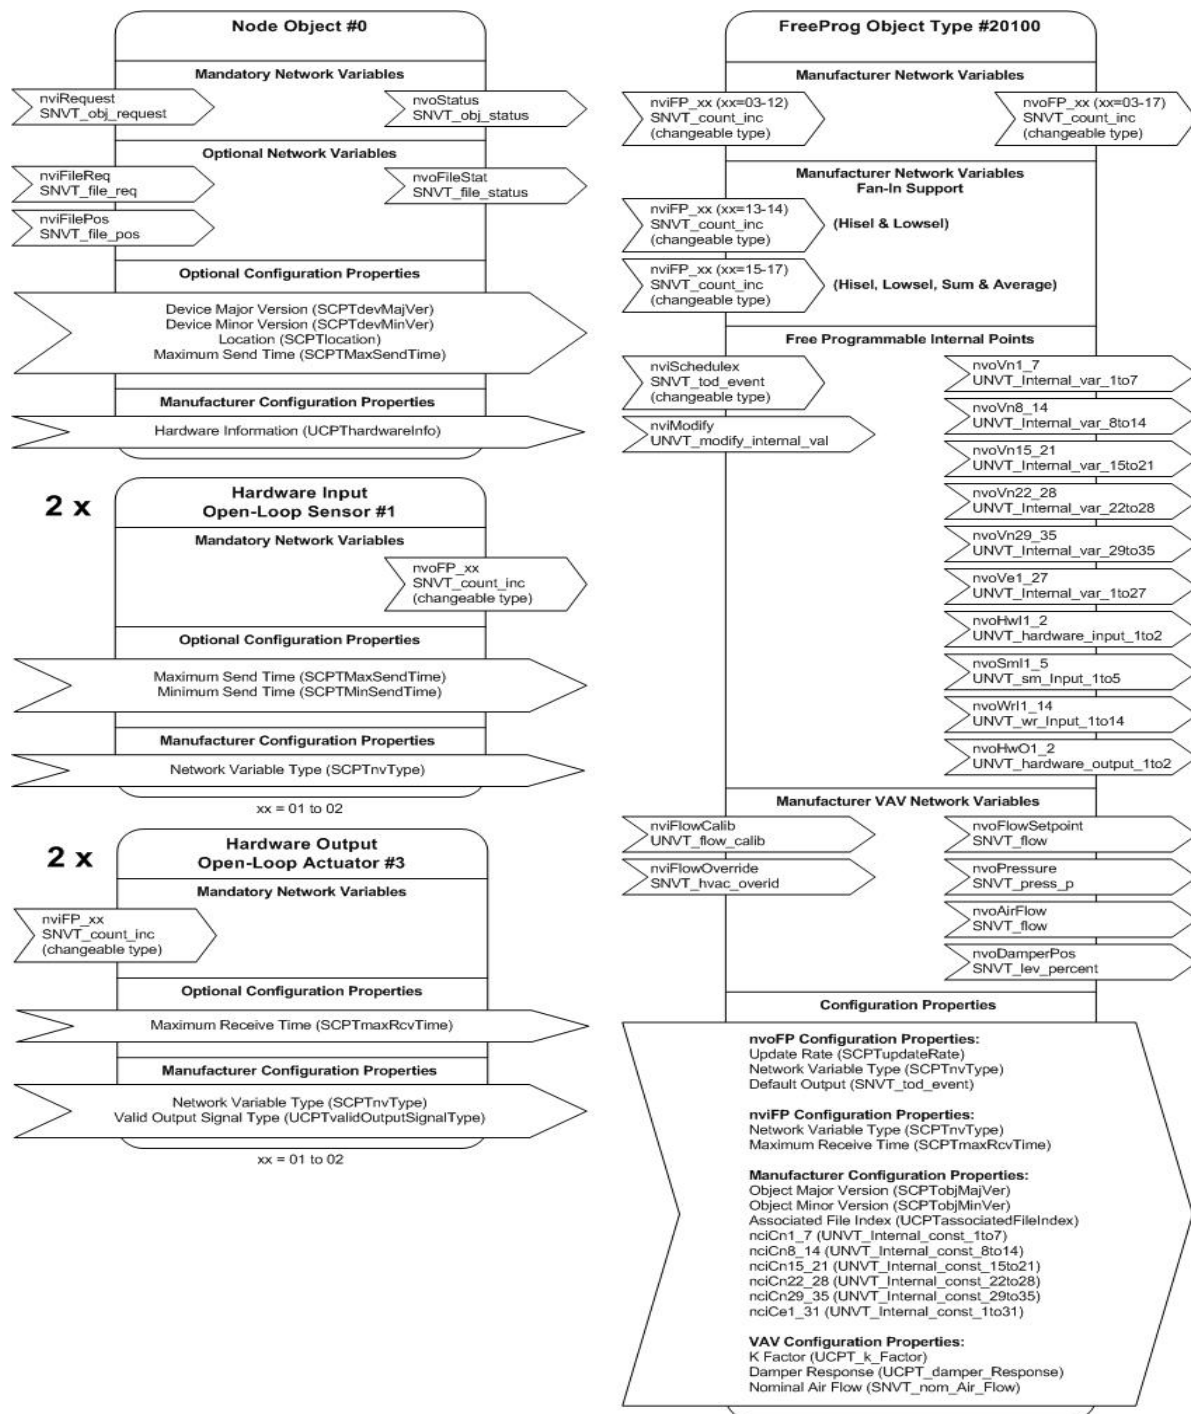 Node Object #0
Mandatory Network Variables
nviRequest
SNVT_obj_request
nvoStatus
SNVT_obj_status
Optional Network Variables
nviFileReq
SNVT_file_req
nvoFileStat
SNVT_file_status
nviFilePos
SNVT_file_pos
Optional Configuration Properties
Device Major Version (SCPTdevMajVer)
Device Minor Version (SCPTdevMinVer)
Location (SCPTlocation)
Maximum Send Time (SCPTMaxSendTime)
Manufacturer Configuration Properties
Hardware Information (UCPThardwareInfo)
2 x
Hardware Input
Open-Loop Sensor #1
Mandatory Network Variables
nvoFP_xx
SNVT_count_inc
(changeable type)
Optional Configuration Properties
Maximum Send Time (SCPTMaxSendTime)
Minimum Send Time (SCPTMinSendTime)
Manufacturer Configuration Properties
Network Variable Type (SCPTnvType)
xx = 01 to 02
2 x
Hardware Output
Open-Loop Actuator #3
Mandatory Network Variables
nviFP_xx
SNVT_count_inc
(changeable type)
Optional Configuration Properties
Maximum Receive Time (SCPTmaxRcvTime)
Manufacturer Configuration Properties
Network Variable Type (SCPTnvType)
Valid Output Signal Type (UCPTvalidOutputSignalType)
xx = 01 to 02
FreeProg Object Type #20100
Manufacturer Network Variables
nviFP_xx (xx=03-12)
SNVT_count_inc
(changeable type)
nvoFP_xx (xx=03-17)
SNVT_count_inc
(changeable type)
Manufacturer Network Variables
Fan-In Support
nviFP_xx (xx=13-14)
SNVT_count_inc
(changeable type)
(Hisel & Lowsel)
nviFP_xx (xx=15-17)
SNVT_count_inc
(changeable type)
(Hisel, Lowsel, Sum & Average)
Free Programmable Internal Points
nviSchedulex
SNVT_tod_event
(changeable type)
nviModify
UNVT_modify_internal_val
nvoVn1_7
UNVT_Internal_var_1to7
nvoVn8_14
UNVT_Internal_var_8to14
nvoVn15_21
UNVT_Internal_var_15to21
nvoVn22_28
UNVT_Internal_var_22to28
nvoVn29_35
UNVT_Internal_var_29to35
nvoVe1_27
UNVT_Internal_var_1to27
nvoHwI1_2
UNVT_hardware_input_1to2
nvoSmI1_5
UNVT_sm_Input_1to5
nvoWrI1_14
UNVT_wr_Input_1to14
nvoHwO1_2
UNVT_hardware_output_1to2
Manufacturer VAV Network Variables
nviFlowCalib
UNVT_flow_calib
nviFlowOverride
SNVT_hvac_overid
nvoFlowSetpoint
SNVT_flow
nvoPressure
SNVT_press_p
nvoAirFlow
SNVT_flow
nvoDamperPos
SNVT_lev_percent
Configuration Properties
nvoFP Configuration Properties:
Update Rate (SCPTupdateRate)
Network Variable Type (SCPTnvType)
Default Output (SNVT_tod_event)
nviFP Configuration Properties:
Network Variable Type (SCPTnvType)
Maximum Receive Time (SCPTmaxRcvTime)
Manufacturer Configuration Properties:
Object Major Version (SCPTobjMajVer)
Object Minor Version (SCPTobjMinVer)
Associated File Index (UCPTassociatedFileIndex)
nciCn1_7 (UNVT_Internal_const_1to7)
nciCn8_14 (UNVT_Internal_const_8to14)
nciCn15_21 (UNVT_Internal_const_15to21)
nciCn22_28 (UNVT_Internal_const_22to28)
nciCn29_35 (UNVT_Internal_const_29to35)
nciCe1_31 (UNVT_Internal_const_1to31)
VAV Configuration Properties:
K Factor (UCPT_k_Factor)
Damper Response (UCPT_damper_Response)
Nominal Air Flow (SNVT_nom_Air_Flow)